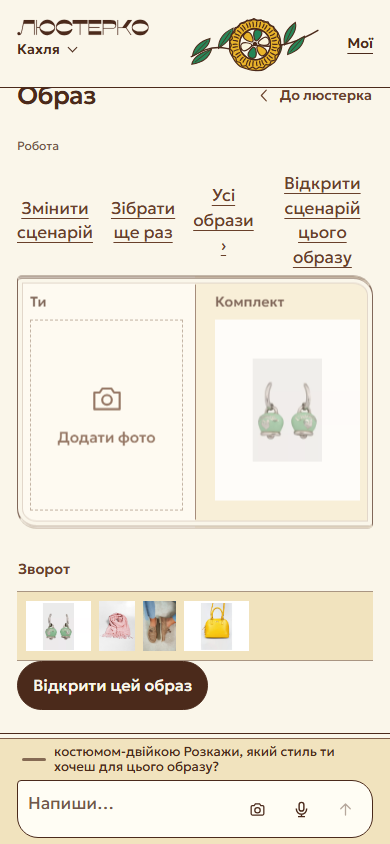 ЛЮСТЕРКО
Кахля
Мої
Образ
До люстерка
Робота
Змінити
сценарій
Зібрати
ще раз
Усі
образи
›
Відкрити
сценарій
цього
образу
Ти
Комплект
Додати фото
Зворот
Відкрити цей образ
костюмом-двійкою Розкажи, який стиль ти
хочеш для цього образу?
Напиши...